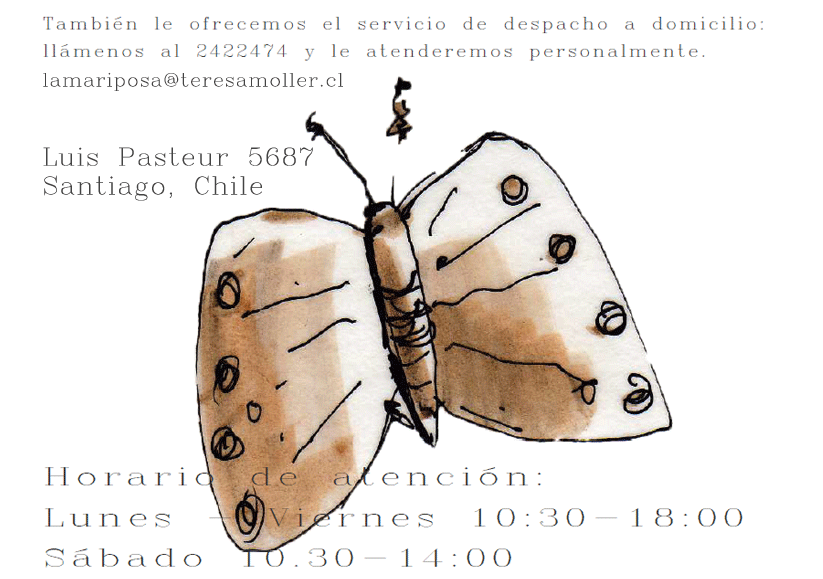 También le ofrecemos el servicio de despacho a domicilio:
llámenos al 2422474 y le atenderemos personalmente.
lamariposa@teresamoller.cl
Luis Pasteur 5687
Santiago, Chile
Horario de atención:
Lunes - Viernes 10:30-18:00
Sábado 10.30-14:00